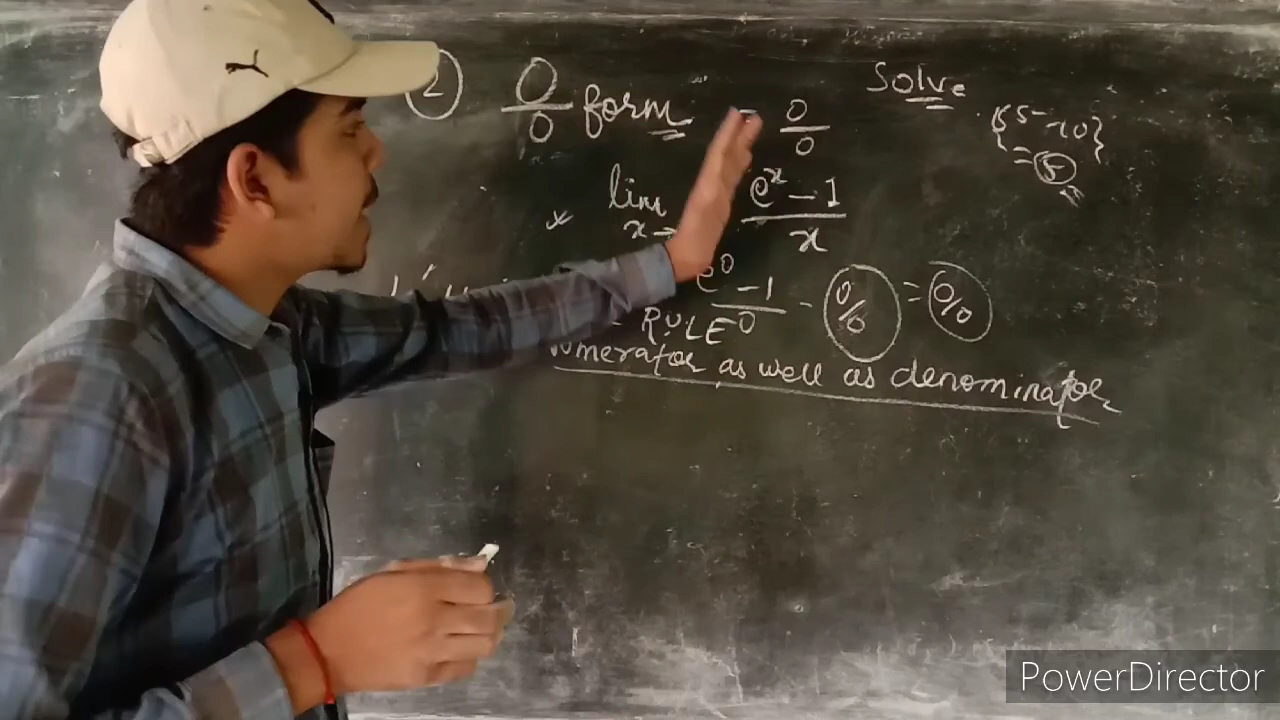 ② 0/0 form = 0/0
Solve
{5 - 10}
= 5
* lim x→ (e^x - 1)/x
(e^0 - 1)/0 - 0/0 = 0/0
- RULE
numerator as well as denominator
PowerDirector